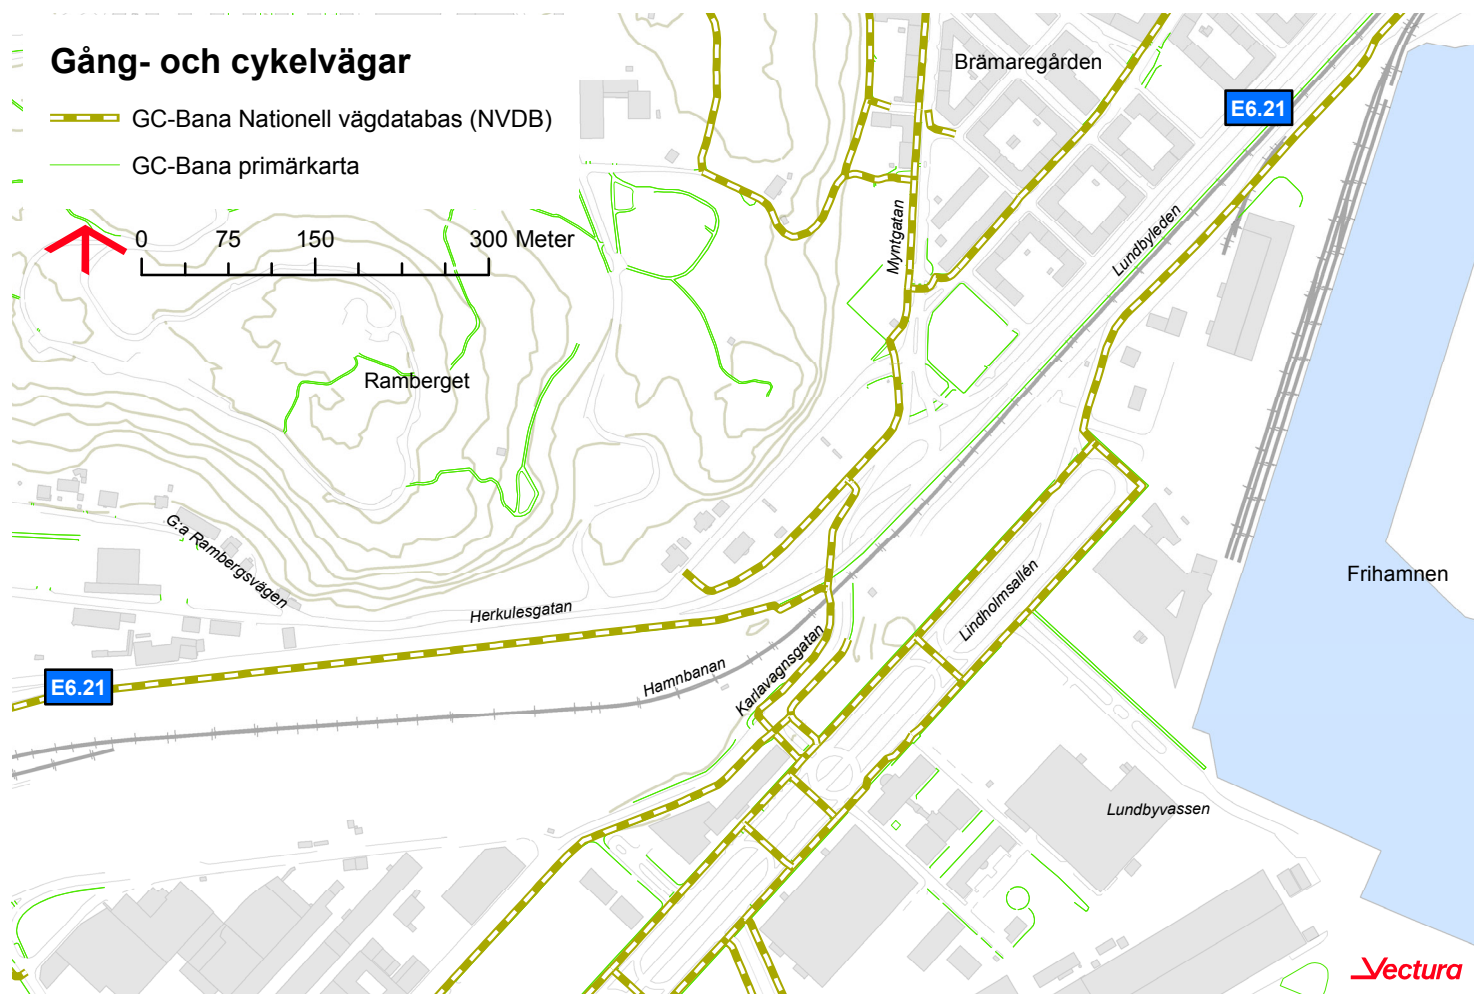 Gång- och cykelvägar
GC-Bana Nationell vägdatabas (NVDB)
GC-Bana primärkarta
0 75 150 300 Meter
Brämaregården
E6.21
Myntgatan
Lundbyleden
Ramberget
G:a Rambergsvägen
Herkulesgatan
Lindholmsallén
Frihamnen
E6.21
Hamnbanan
Karlavagnsgatan
Lundbyvassen
Vectura